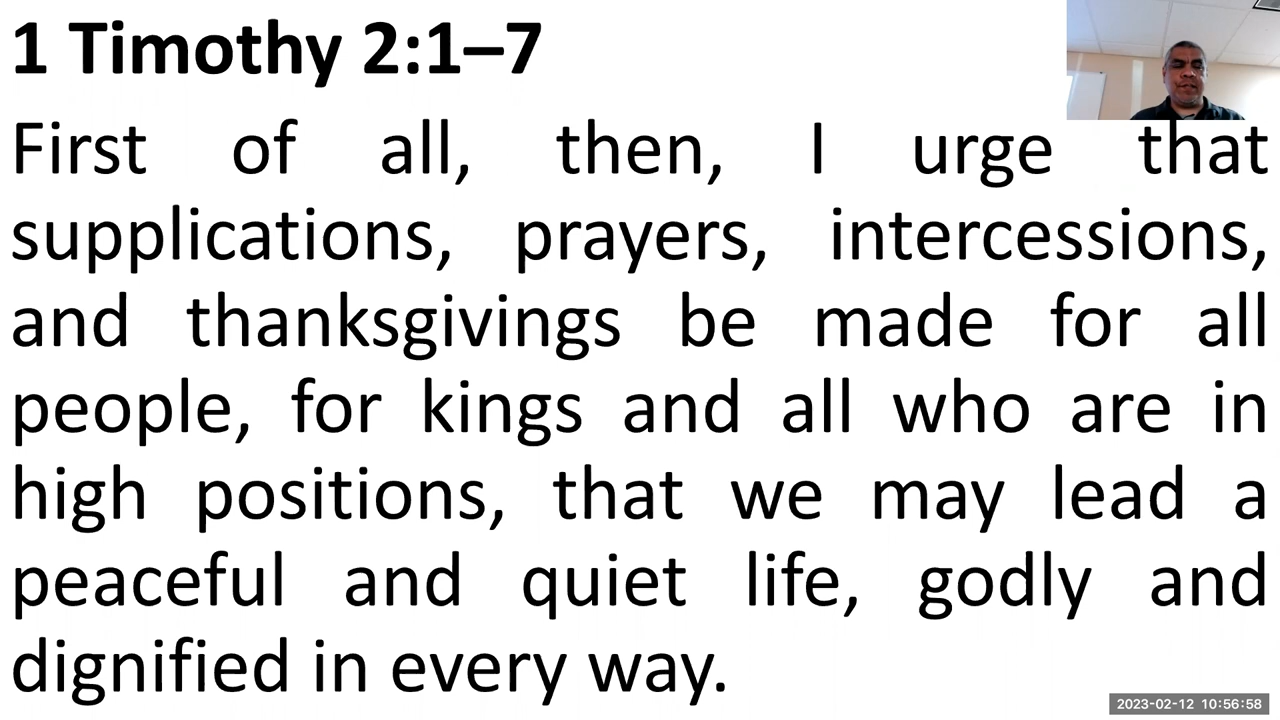 1 Timothy 2:1–7
First of all, then, I urge that
supplications, prayers, intercessions,
and thanksgivings be made for all
people, for kings and all who are in
high positions, that we may lead a
peaceful and quiet life, godly and
dignified in every way.
2023-02-12 10:56:58